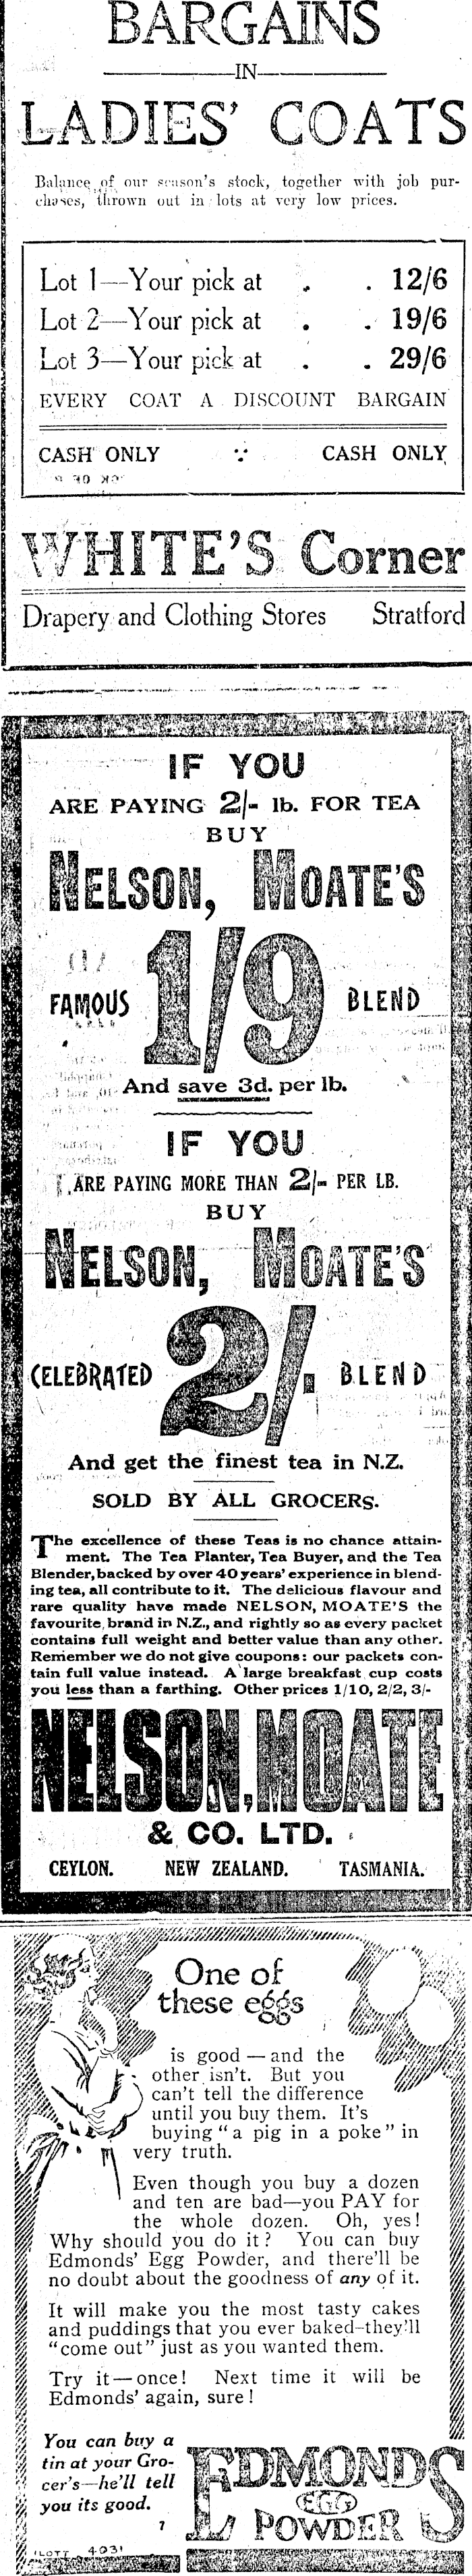 BARGAINS
IN
LADIES' COATS
Balance of our season's stock, together with job pur-
chases, thrown out in lots at very low prices.
Lot 1—Your pick at . . 12/6
Lot 2—Your pick at . . 19/6
Lot 3—Your pick at . . 29/6
EVERY COAT A DISCOUNT BARGAIN
CASH ONLY ∵ CASH ONLY
WHITE'S Corner
Drapery and Clothing Stores Stratford
IF YOU
ARE PAYING 2/- lb. FOR TEA
BUY
NELSON, MOATE'S
FAMOUS 1/9 BLEND
And save 3d. per lb.
IF YOU
ARE PAYING MORE THAN 2/- PER LB.
BUY
NELSON, MOATE'S
CELEBRATED 2/- BLEND
And get the finest tea in N.Z.
SOLD BY ALL GROCERS.
The excellence of these Teas is no chance attain-
ment. The Tea Planter, Tea Buyer, and the Tea
Blender, backed by over 40 years' experience in blend-
ing tea, all contribute to it. The delicious flavour and
rare quality have made NELSON, MOATE'S the
favourite brand in N.Z., and rightly so as every packet
contains full weight and better value than any other.
Remember we do not give coupons: our packets con-
tain full value instead. A large breakfast cup costs
you less than a farthing. Other prices 1/10, 2/2, 3/-
NELSON, MOATE
& CO. LTD.
CEYLON. NEW ZEALAND. TASMANIA.
One of
these eggs
is good — and the
other isn't. But you
can't tell the difference
until you buy them. It's
buying "a pig in a poke" in
very truth.
Even though you buy a dozen
and ten are bad—you PAY for
the whole dozen. Oh, yes!
Why should you do it? You can buy
Edmonds' Egg Powder, and there'll be
no doubt about the goodness of any of it.
It will make you the most tasty cakes
and puddings that you ever baked—they'll
"come out" just as you wanted them.
Try it—once! Next time it will be
Edmonds' again, sure!
You can buy a
tin at your Gro-
cer's—he'll tell
you its good.
7
EDMONDS
EGG
POWDER
ILOTT 4031